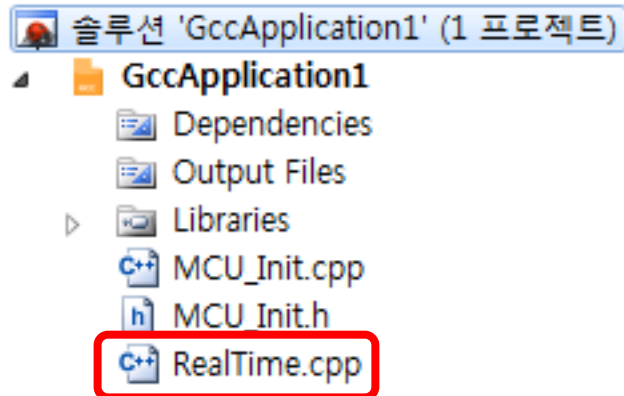 솔루션 'GccApplication1' (1 프로젝트)
GccApplication1
Dependencies
Output Files
Libraries
C++ MCU_Init.cpp
h MCU_Init.h
C++ RealTime.cpp